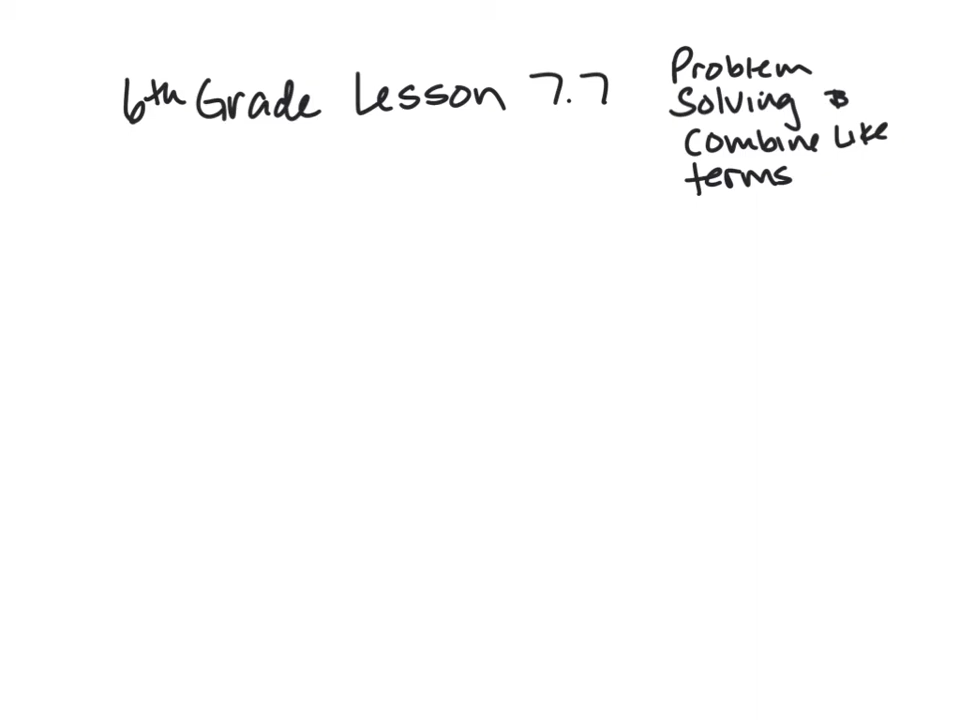 6th Grade Lesson 7.7
Problem
Solving
Combine Like
terms